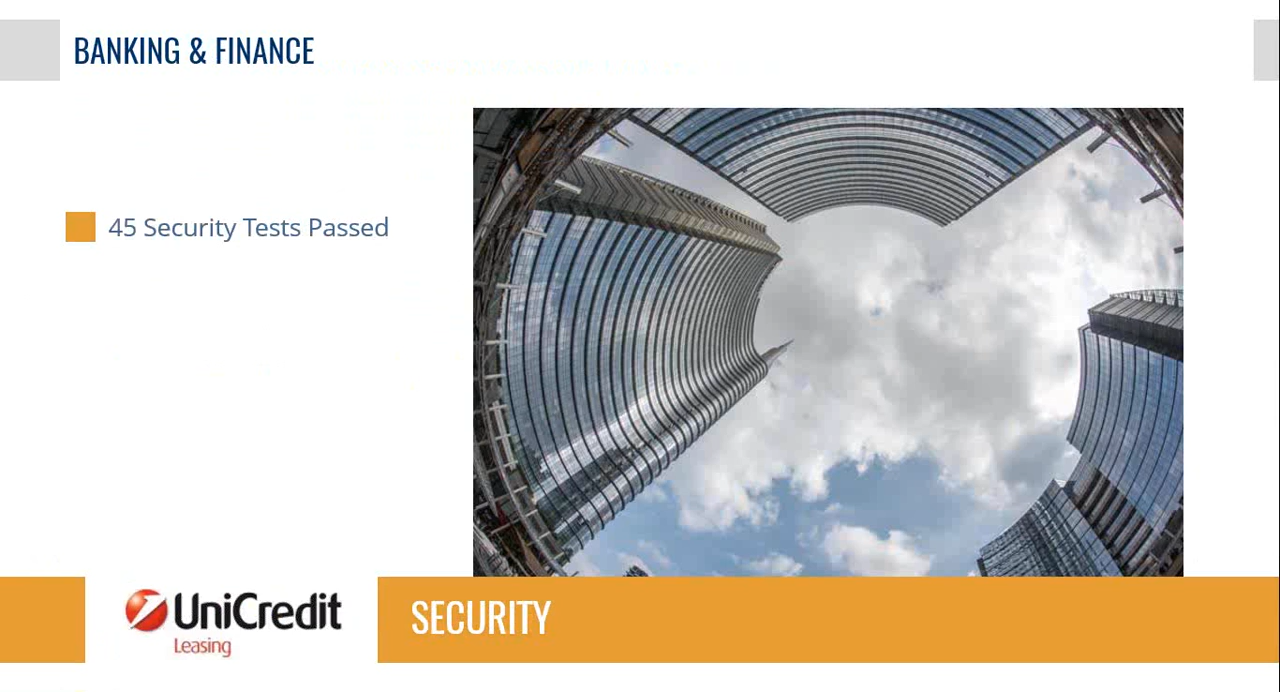 BANKING & FINANCE
45 Security Tests Passed
UniCredit
Leasing
SECURITY